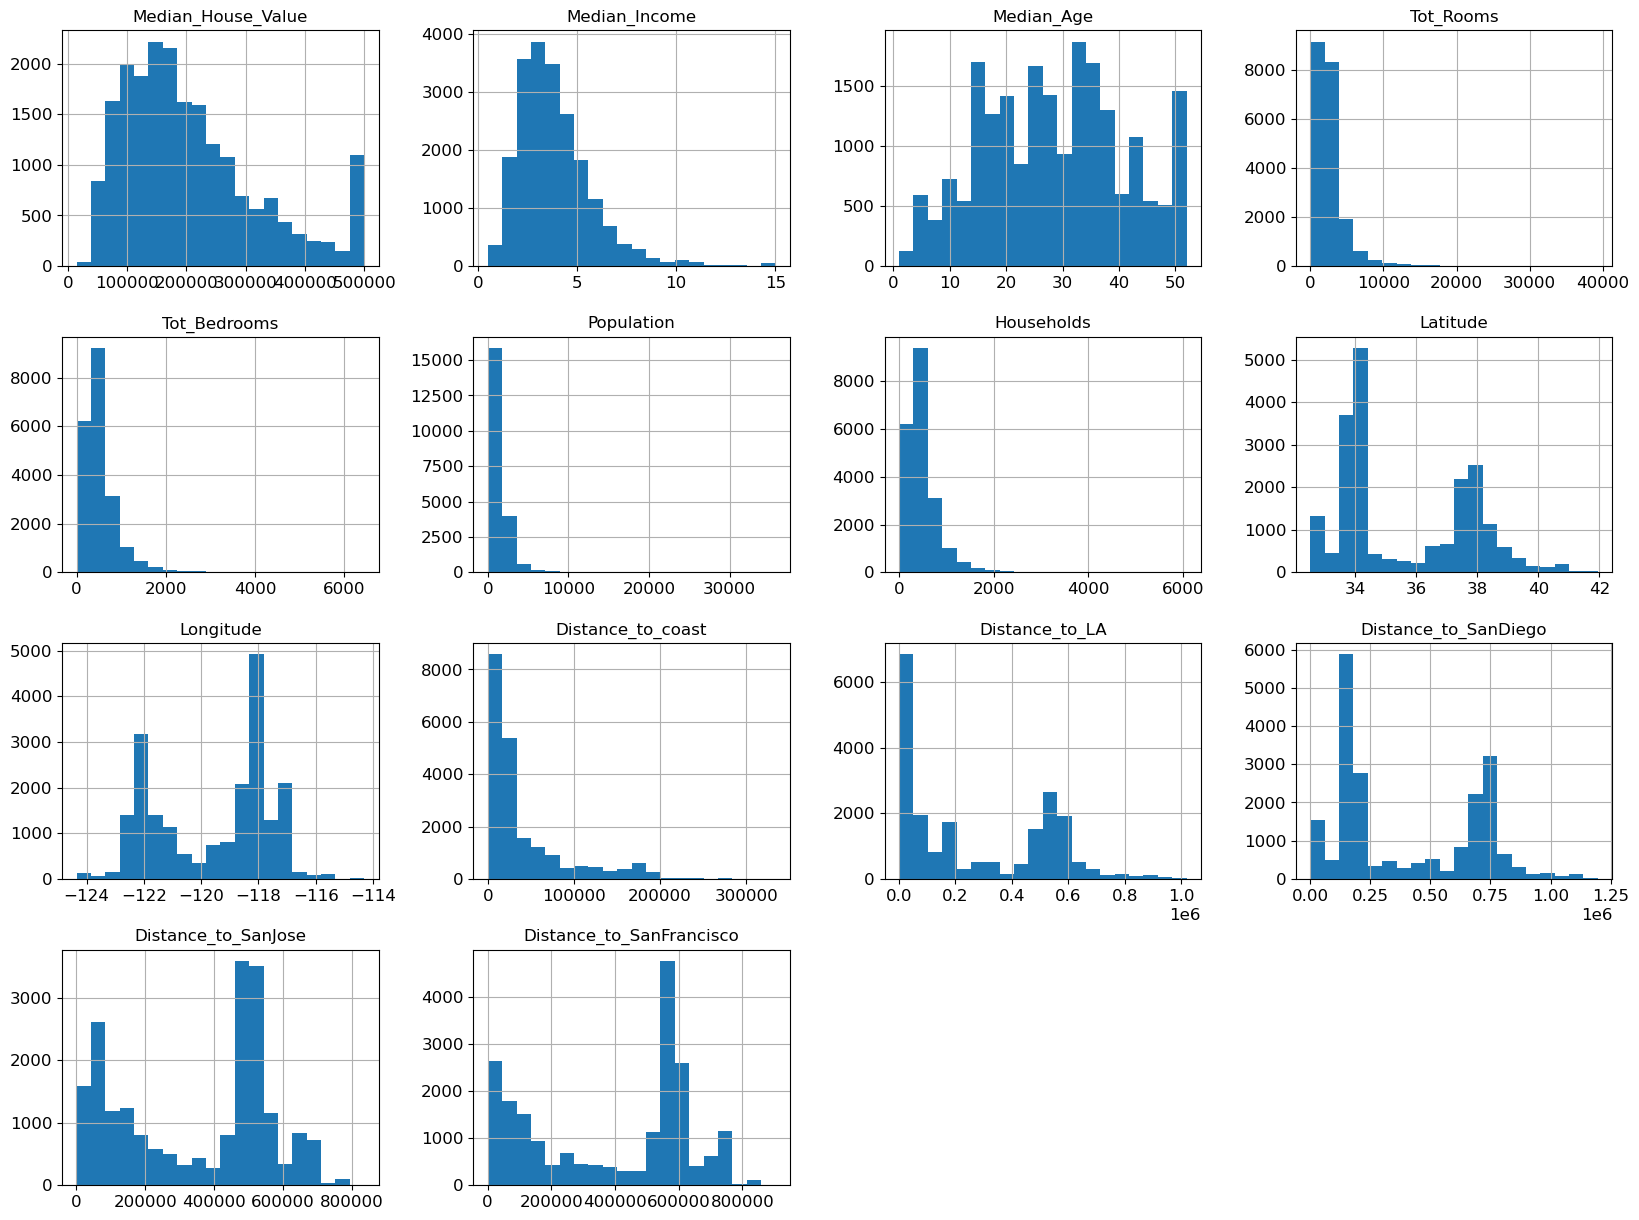 Median_House_Value
2000
1500
1000
500
0
0 100000 200000 300000 400000 500000
Median_Income
4000
3000
2000
1000
0
0 5 10 15
Median_Age
1500
1000
500
0
0 10 20 30 40 50
Tot_Rooms
8000
6000
4000
2000
0
0 10000 20000 30000 40000
Tot_Bedrooms
8000
6000
4000
2000
0
0 2000 4000 6000
Population
15000
12500
10000
7500
5000
2500
0
0 10000 20000 30000
Households
8000
6000
4000
2000
0
0 2000 4000 6000
Latitude
5000
4000
3000
2000
1000
0
34 36 38 40 42
Longitude
5000
4000
3000
2000
1000
0
−124 −122 −120 −118 −116 −114
Distance_to_coast
8000
6000
4000
2000
0
0 100000 200000 300000
Distance_to_LA
6000
4000
2000
0
0.0 0.2 0.4 0.6 0.8 1.0
1e6
Distance_to_SanDiego
6000
5000
4000
3000
2000
1000
0
0.00 0.25 0.50 0.75 1.00 1.25
1e6
Distance_to_SanJose
3000
2000
1000
0
0 200000 400000 600000 800000
Distance_to_SanFrancisco
4000
3000
2000
1000
0
0 200000 400000 600000 800000